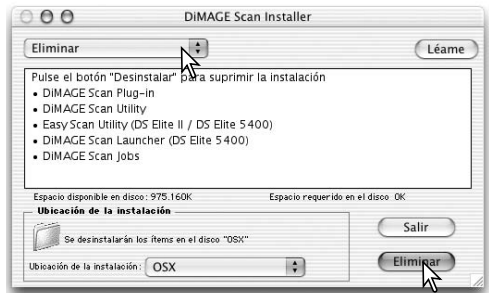 DiMAGE Scan Installer
Eliminar
Léame
Pulse el botón "Desinstalar" para suprimir la instalación
• DiMAGE Scan Plug-in
• DiMAGE Scan Utility
• Easy Scan Utility (DS Elite II / DS Elite 5400)
• DiMAGE Scan Launcher (DS Elite 5400)
• DiMAGE Scan Jobs
Espacio disponible en disco: 975.160K Espacio requerido en el disco 0K
Ubicación de la instalación
Se desinstalarán los ítems en el disco "OSX"
Salir
Ubicación de la instalación: OSX
Eliminar